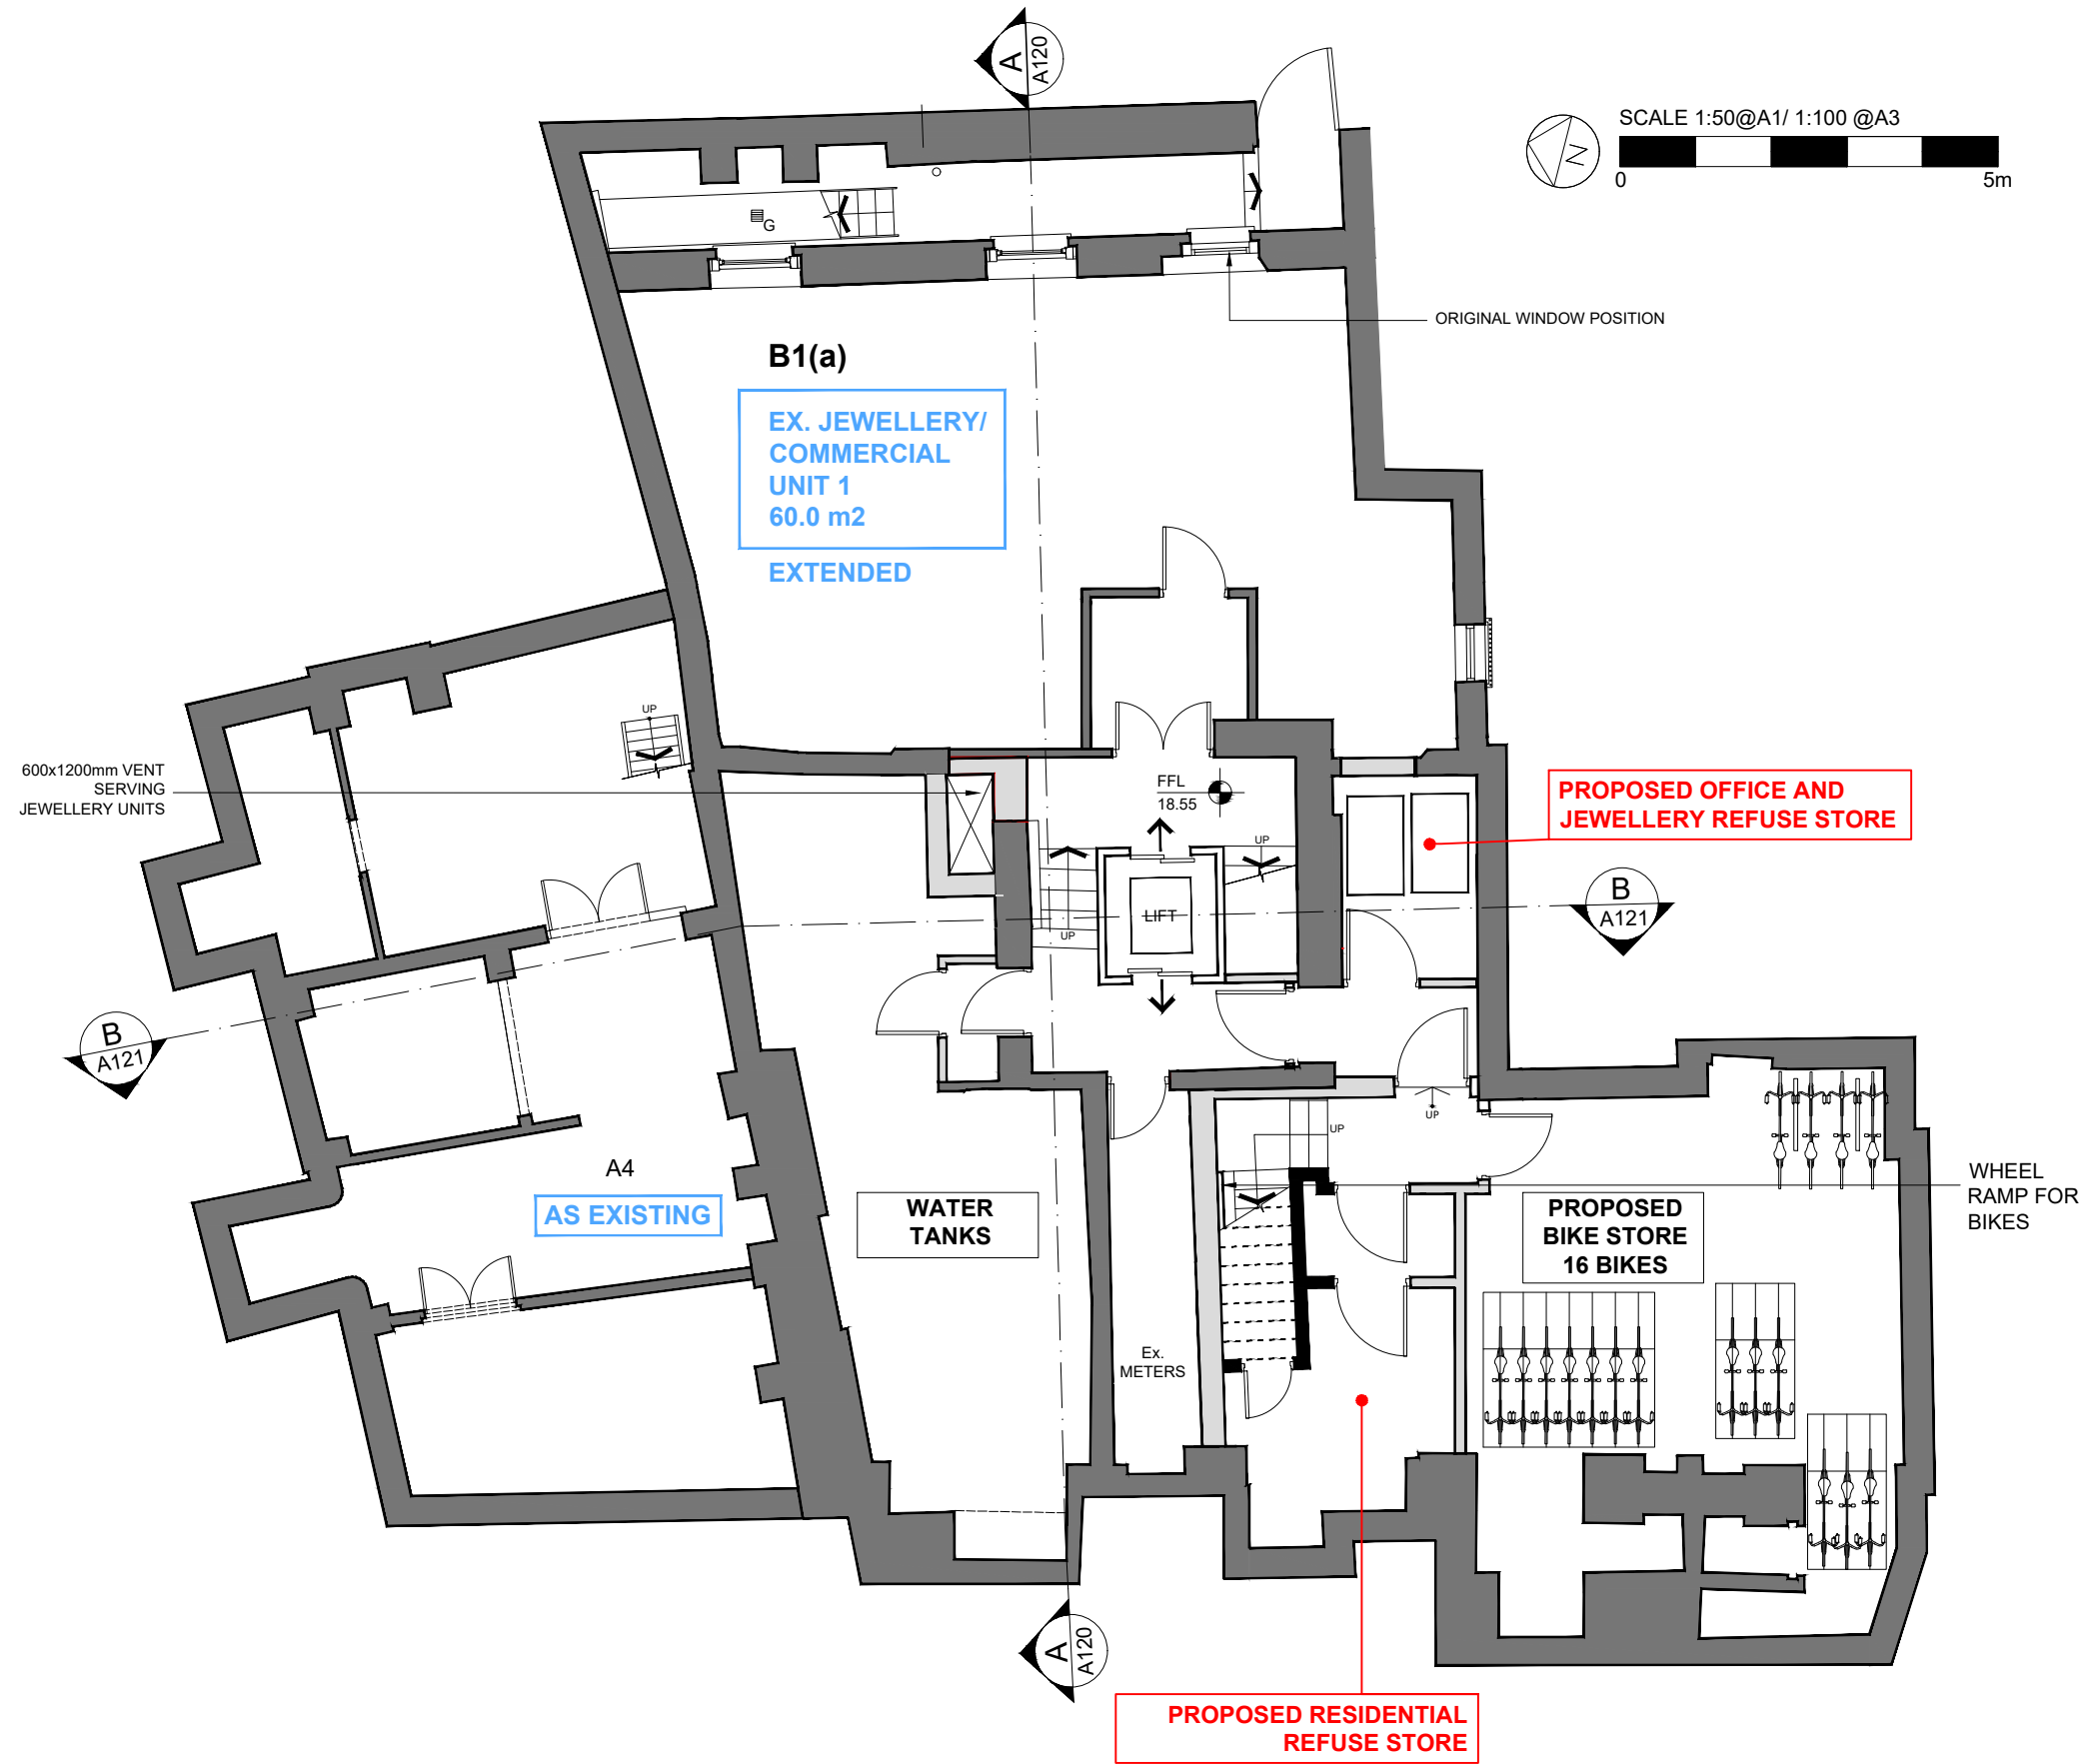 A
A120
SCALE 1:50@A1/ 1:100 @A3
N
0
5m
G
ORIGINAL WINDOW POSITION
B1(a)
EX. JEWELLERY/
COMMERCIAL
UNIT 1
60.0 m2
EXTENDED
UP
600x1200mm VENT
SERVING
JEWELLERY UNITS
FFL
18.55
PROPOSED OFFICE AND
JEWELLERY REFUSE STORE
UP
UP
LIFT
B
A121
B
A121
UP
UP
A4
AS EXISTING
WATER
TANKS
PROPOSED
BIKE STORE
16 BIKES
WHEEL
RAMP FOR
BIKES
Ex.
METERS
A
A120
PROPOSED RESIDENTIAL
REFUSE STORE